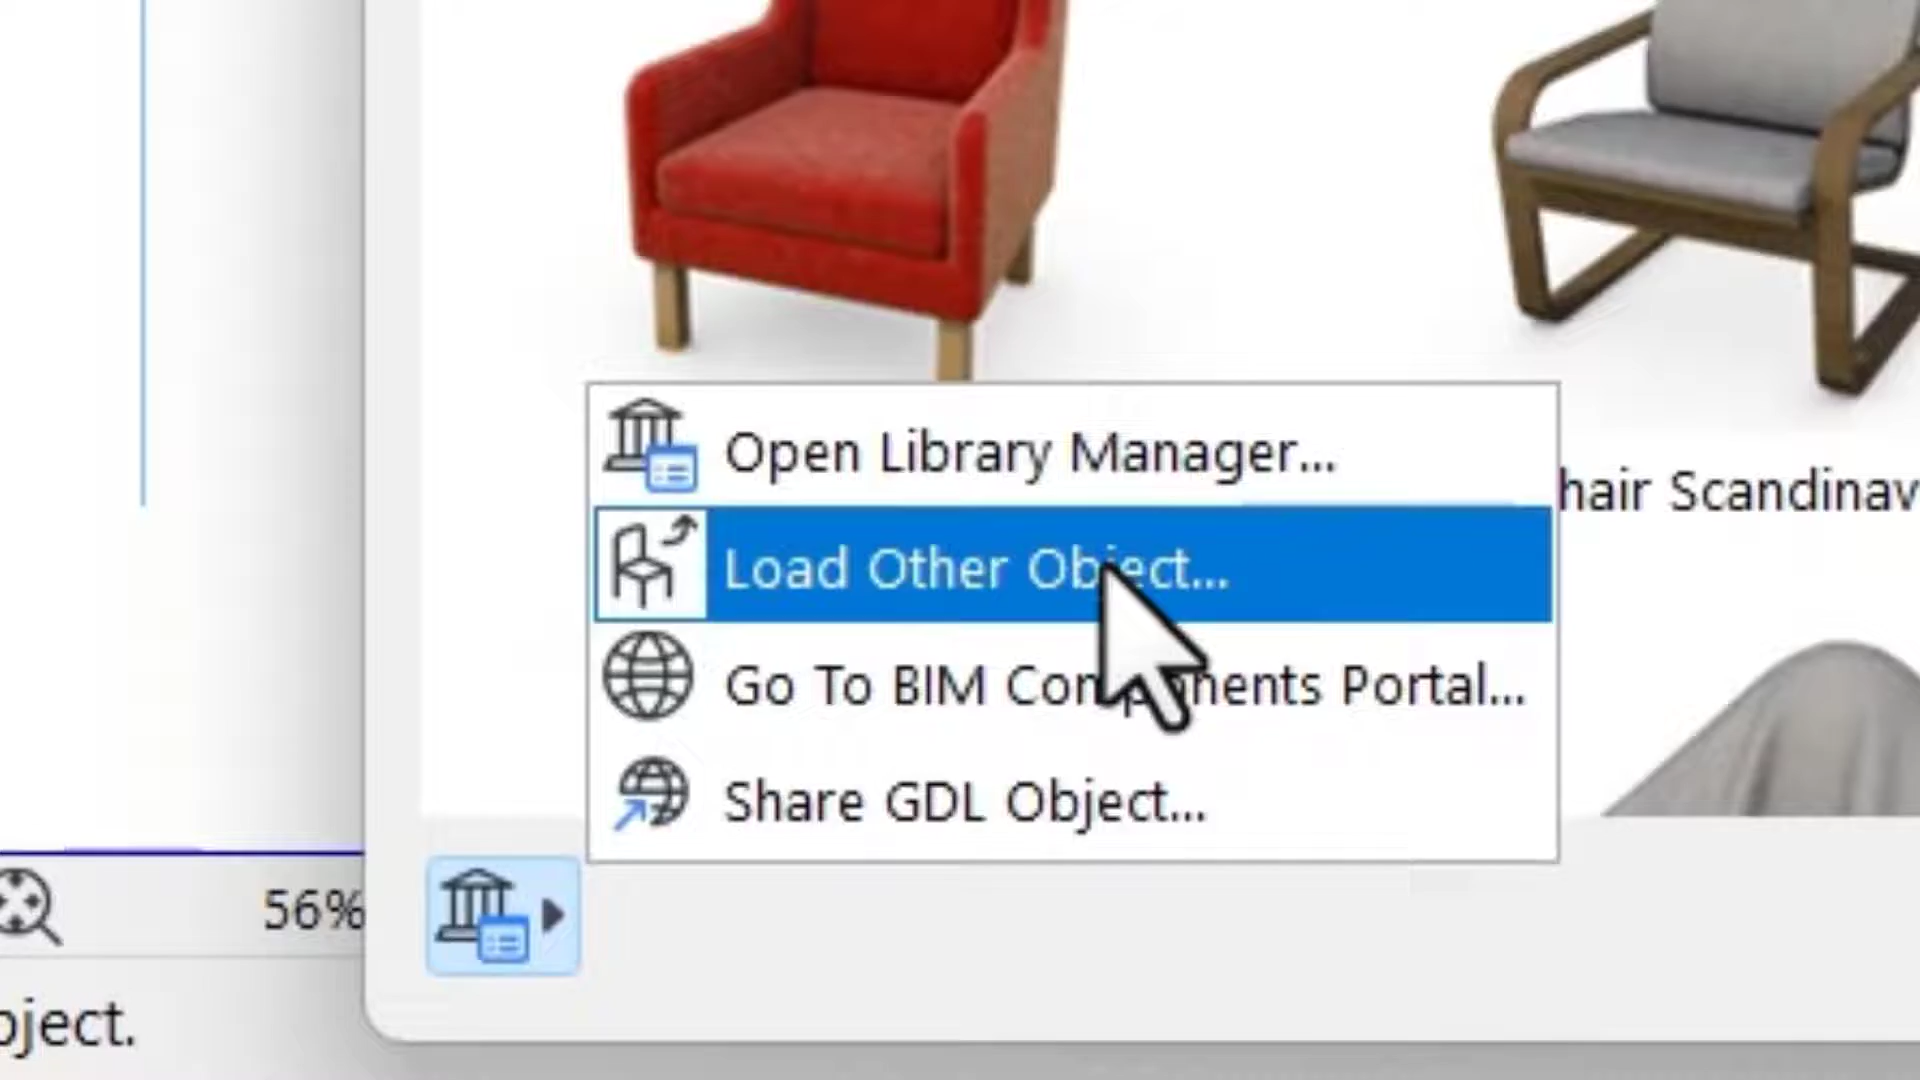 Open Library Manager...
hair Scandinav
Load Other Object...
Go To BIM Components Portal...
Share GDL Object...
56%
oject.